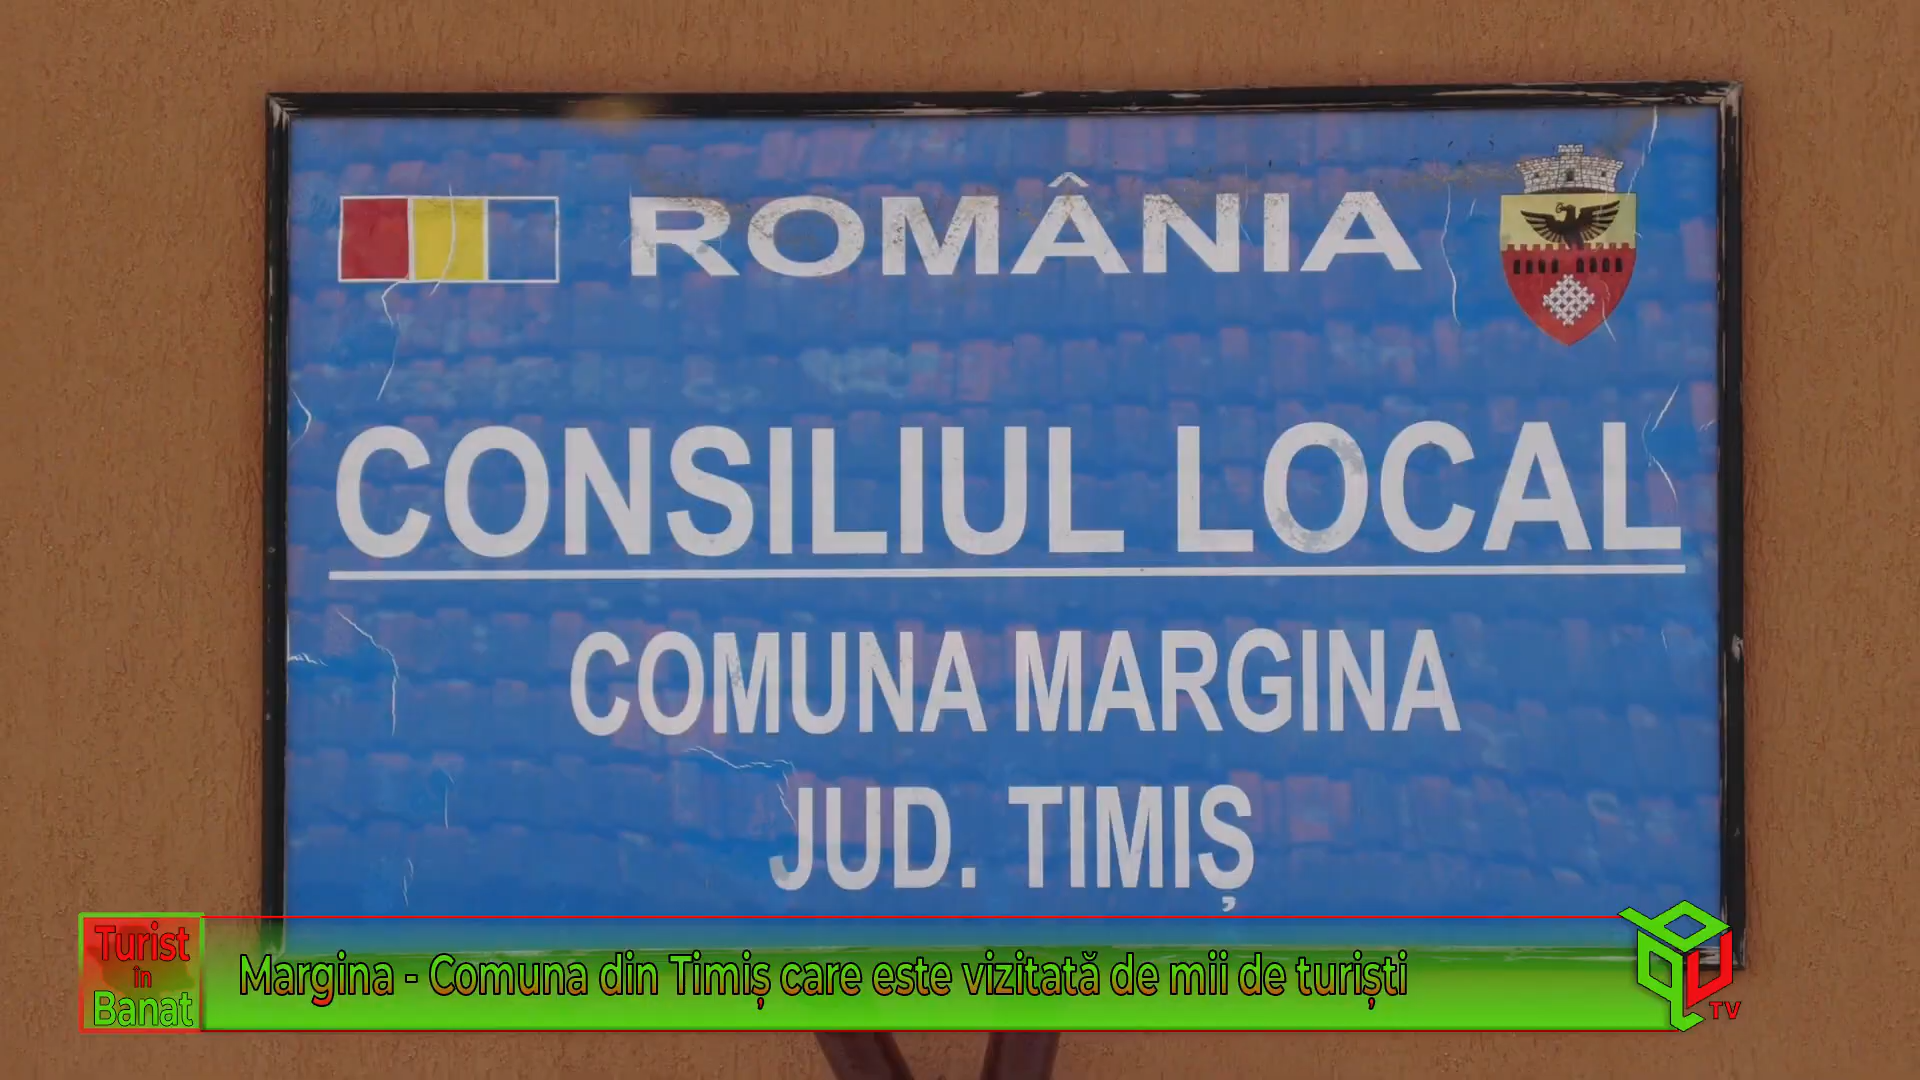 ROMÂNIA
CONSILIUL LOCAL
COMUNA MARGINA
JUD. TIMIȘ
Turist
în
Banat
Margina - Comuna din Timiș care este vizitată de mii de turiști
TV